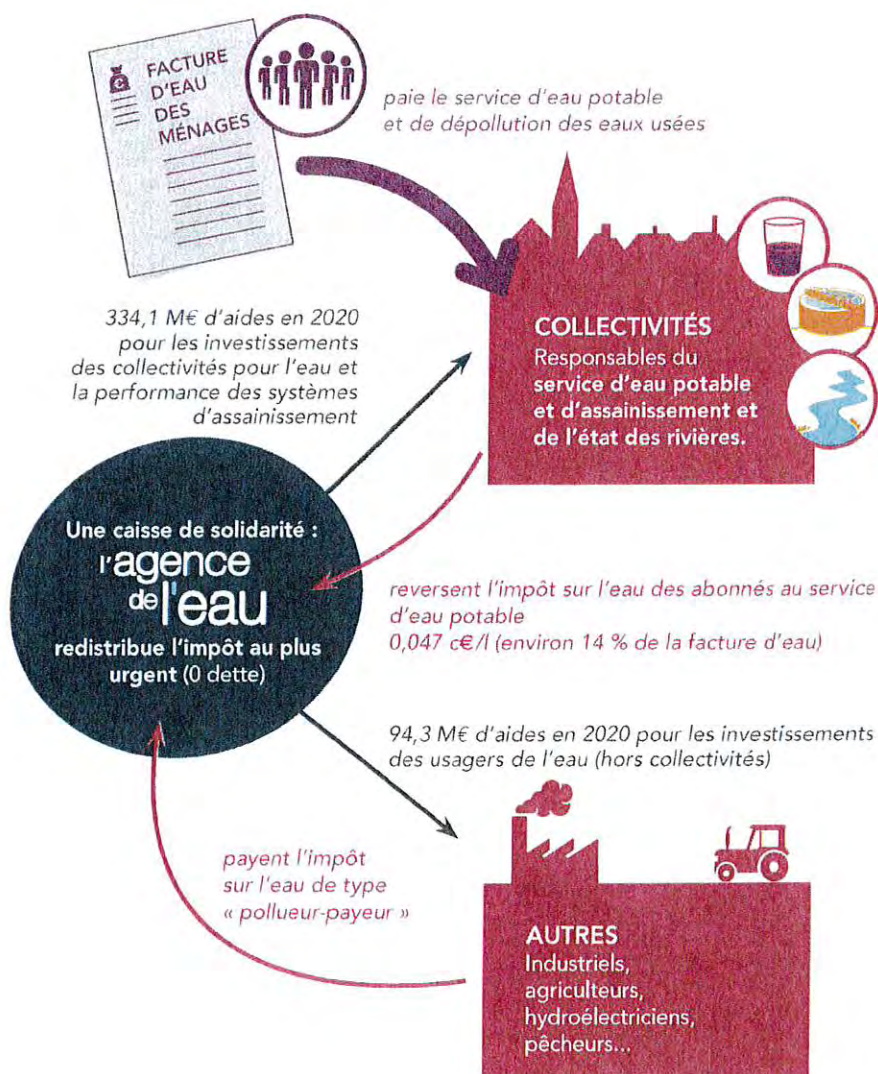 FACTURE
D'EAU
DES
MÉNAGES
paie le service d'eau potable
et de dépollution des eaux usées
334,1 M€ d'aides en 2020
pour les investissements
des collectivités pour l'eau et
la performance des systèmes
d'assainissement
COLLECTIVITÉS
Responsables du
service d'eau potable
et d'assainissement et
de l'état des rivières.
Une caisse de solidarité :
l'agence
de l'eau
redistribue l'impôt au plus
urgent (0 dette)
reversent l'impôt sur l'eau des abonnés au service
d'eau potable
0,047 c€/l (environ 14 % de la facture d'eau)
94,3 M€ d'aides en 2020 pour les investissements
des usagers de l'eau (hors collectivités)
payent l'impôt
sur l'eau de type
« pollueur-payeur »
AUTRES
Industriels,
agriculteurs,
hydroélectriciens,
pêcheurs...